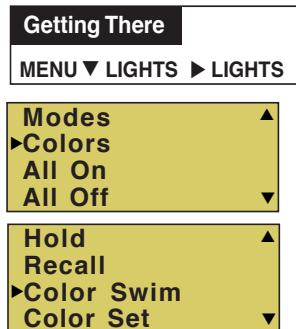 Getting There
MENU ▼ LIGHTS ▶ LIGHTS
Modes ▲
▶Colors
All On
All Off ▼
Hold ▲
Recall
▶Color Swim
Color Set ▼